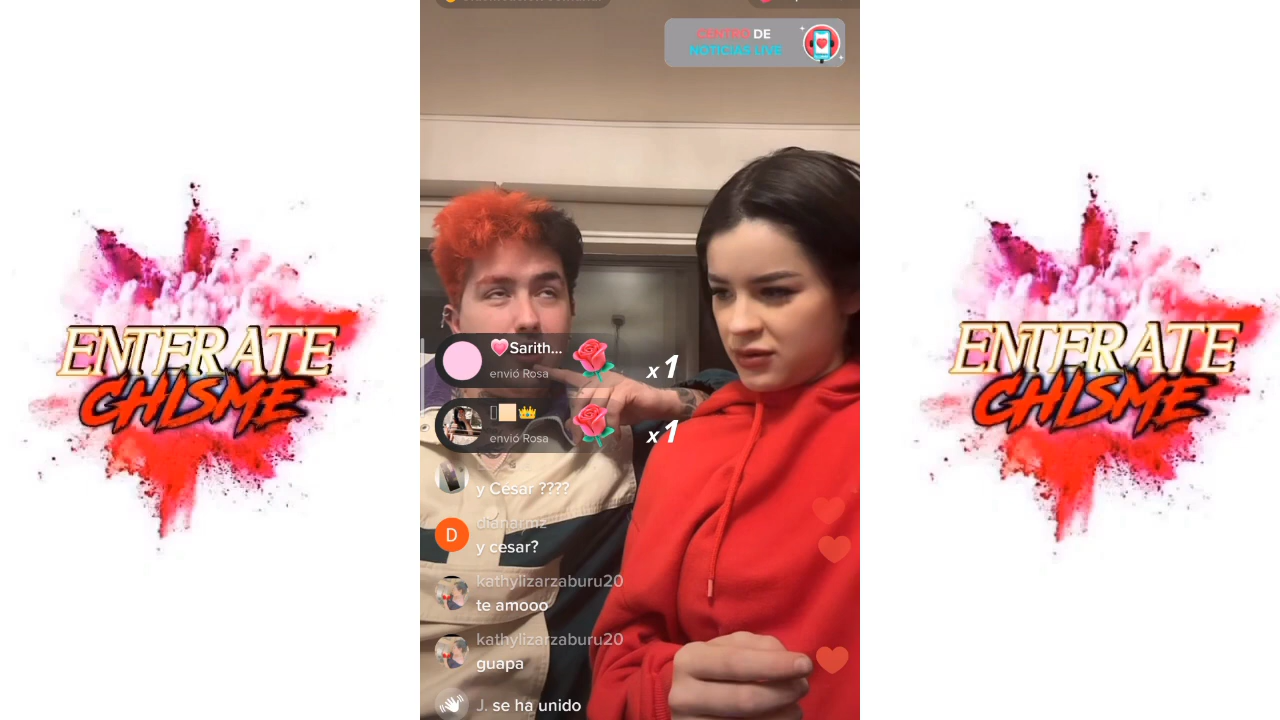 CENTRO DE
NOTICIAS LIVE
ENTERATE
CHISME
Sarith...
envió Rosa
x1
envió Rosa
x1
y Cesar ????
dianarmz
y cesar?
kathylizarzaburu20
te amooo
kathylizarzaburu20
guapa
J. se ha unido
D
ENTERATE
CHISME